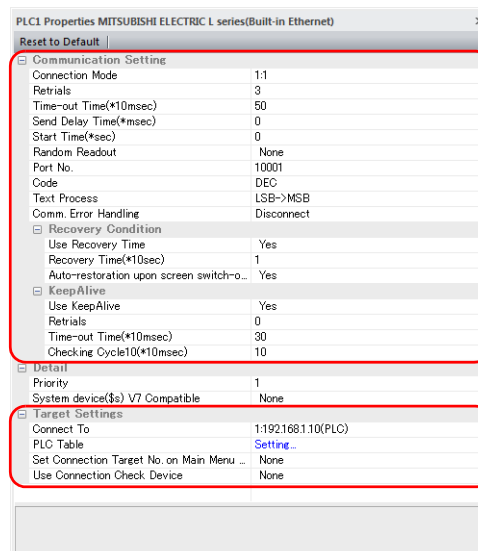 PLC1 Properties MITSUBISHI ELECTRIC L series(Built-in Ethernet)
Reset to Default
Communication Setting
Connection Mode 1:1
Retrials 3
Time-out Time(*10msec) 50
Send Delay Time(*msec) 0
Start Time(*sec) 0
Random Readout None
Port No. 10001
Code DEC
Text Process LSB->MSB
Comm. Error Handling Disconnect
Recovery Condition
Use Recovery Time Yes
Recovery Time(*10sec) 1
Auto-restoration upon screen switch-o... Yes
KeepAlive
Use KeepAlive Yes
Retrials 0
Time-out Time(*10msec) 30
Checking Cycle10(*10msec) 10
Detail
Priority 1
System device($s) V7 Compatible None
Target Settings
Connect To 1:192.168.1.10(PLC)
PLC Table Setting...
Set Connection Target No. on Main Menu ... None
Use Connection Check Device None